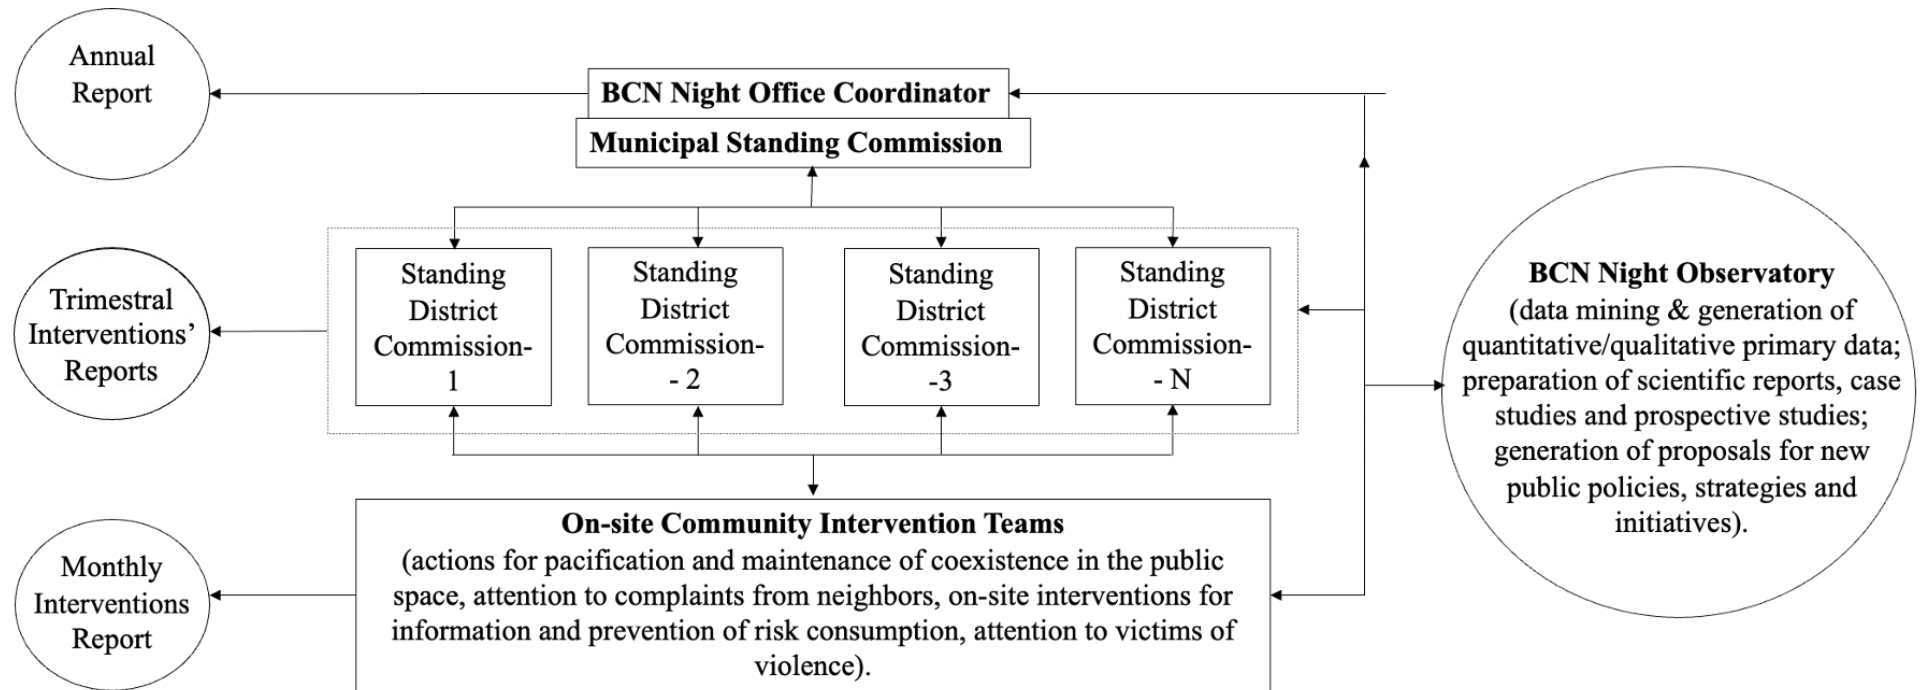 Annual
Report
BCN Night Office Coordinator
Municipal Standing Commission
Trimestral
Interventions’
Reports
Standing
District
Commission-
1
Standing
District
Commission-
- 2
Standing
District
Commission-
-3
Standing
District
Commission-
- N
BCN Night Observatory
(data mining & generation of
quantitative/qualitative primary data;
preparation of scientific reports, case
studies and prospective studies;
generation of proposals for new
public policies, strategies and
initiatives).
Monthly
Interventions
Report
On-site Community Intervention Teams
(actions for pacification and maintenance of coexistence in the public
space, attention to complaints from neighbors, on-site interventions for
information and prevention of risk consumption, attention to victims of
violence).